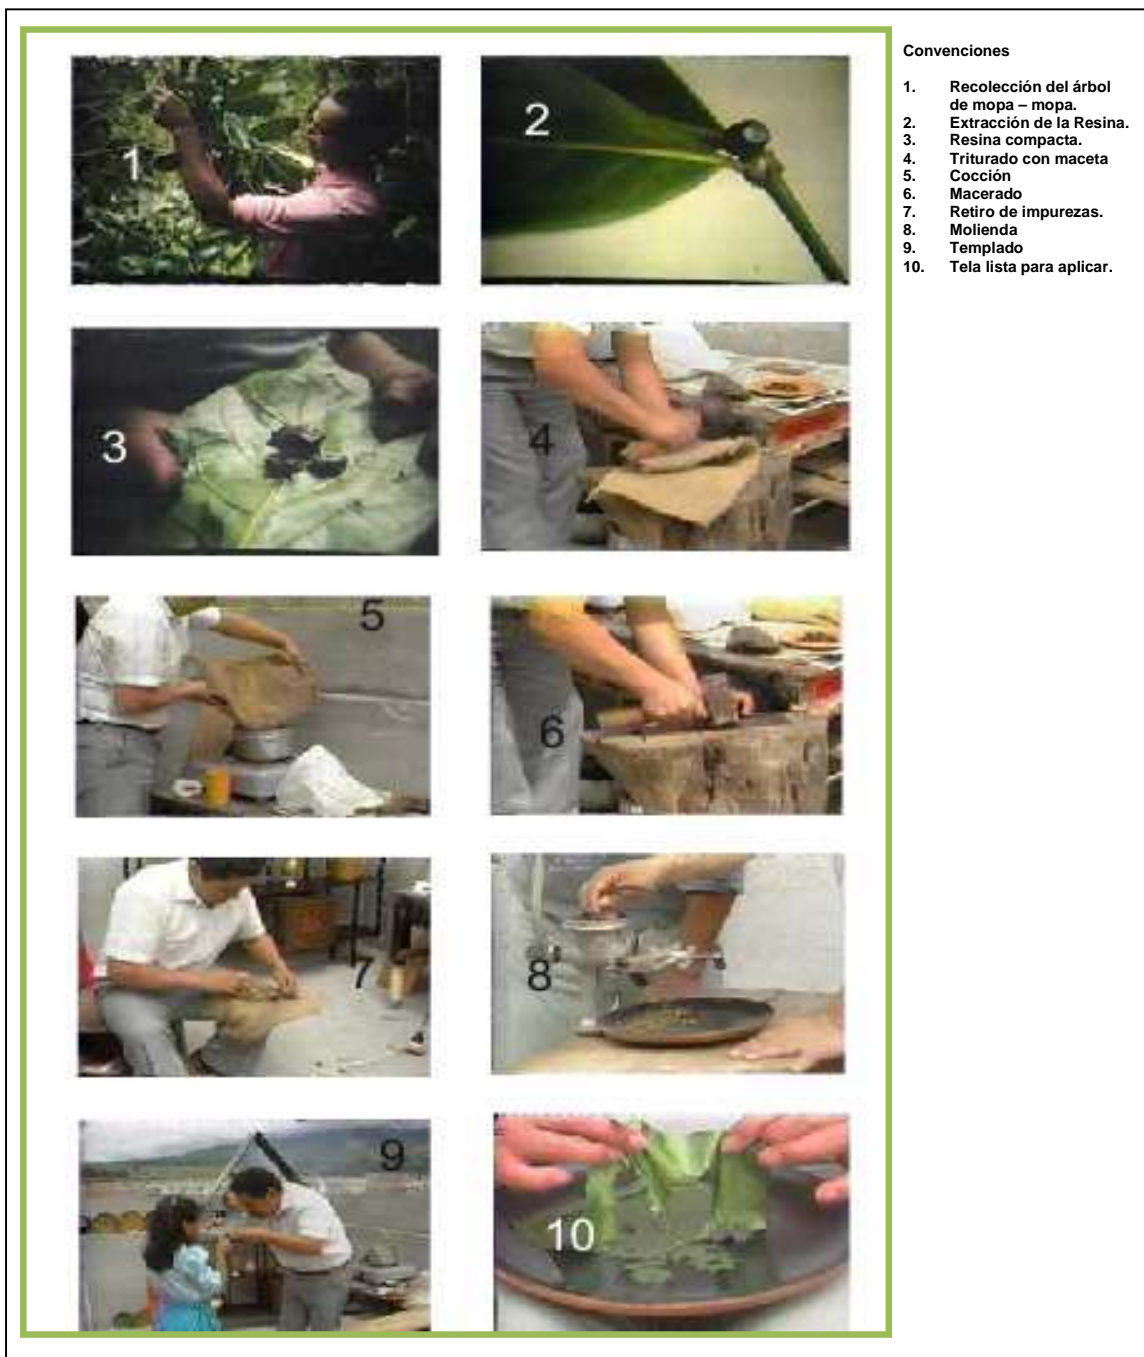 Convenciones
1. Recolección del árbol
de mopa – mopa.
2. Extracción de la Resina.
3. Resina compacta.
4. Triturado con maceta
5. Cocción
6. Macerado
7. Retiro de impurezas.
8. Molienda
9. Templado
10. Tela lista para aplicar.
1
2
3
4
5
6
7
8
9
10